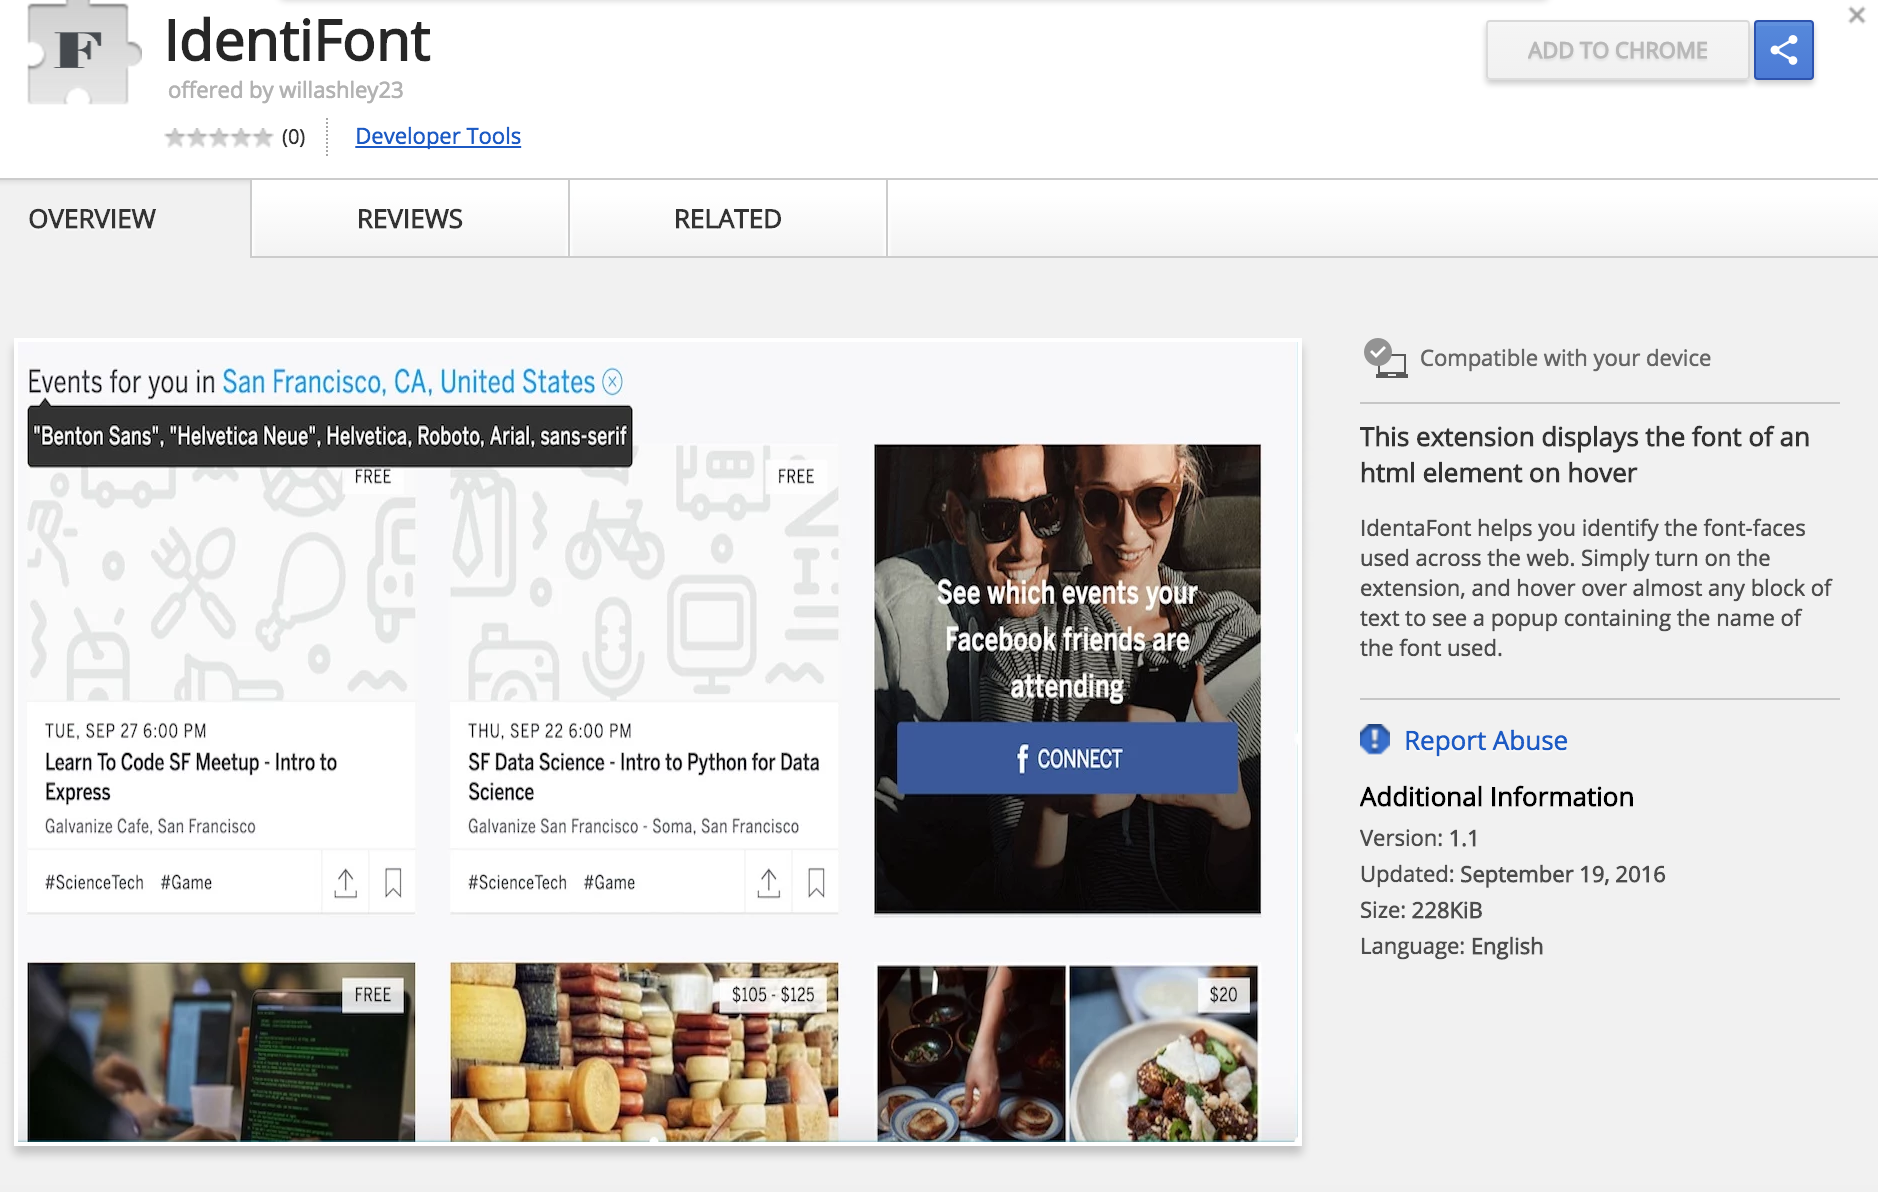 F
IdentiFont
offered by willashley23
(0)
Developer Tools
ADD TO CHROME
OVERVIEW
REVIEWS
RELATED
Events for you in San Francisco, CA, United States
"Benton Sans", "Helvetica Neue", Helvetica, Roboto, Arial, sans-serif
FREE
TUE, SEP 27 6:00 PM
Learn To Code SF Meetup - Intro to
Express
Galvanize Cafe, San Francisco
#ScienceTech #Game
FREE
THU, SEP 22 6:00 PM
SF Data Science - Intro to Python for Data
Science
Galvanize San Francisco - Soma, San Francisco
#ScienceTech #Game
See which events your
Facebook friends are
attending
f CONNECT
FREE
$105 - $125
$20
Compatible with your device
This extension displays the font of an
html element on hover
IdentaFont helps you identify the font-faces
used across the web. Simply turn on the
extension, and hover over almost any block of
text to see a popup containing the name of
the font used.
Report Abuse
Additional Information
Version: 1.1
Updated: September 19, 2016
Size: 228KiB
Language: English